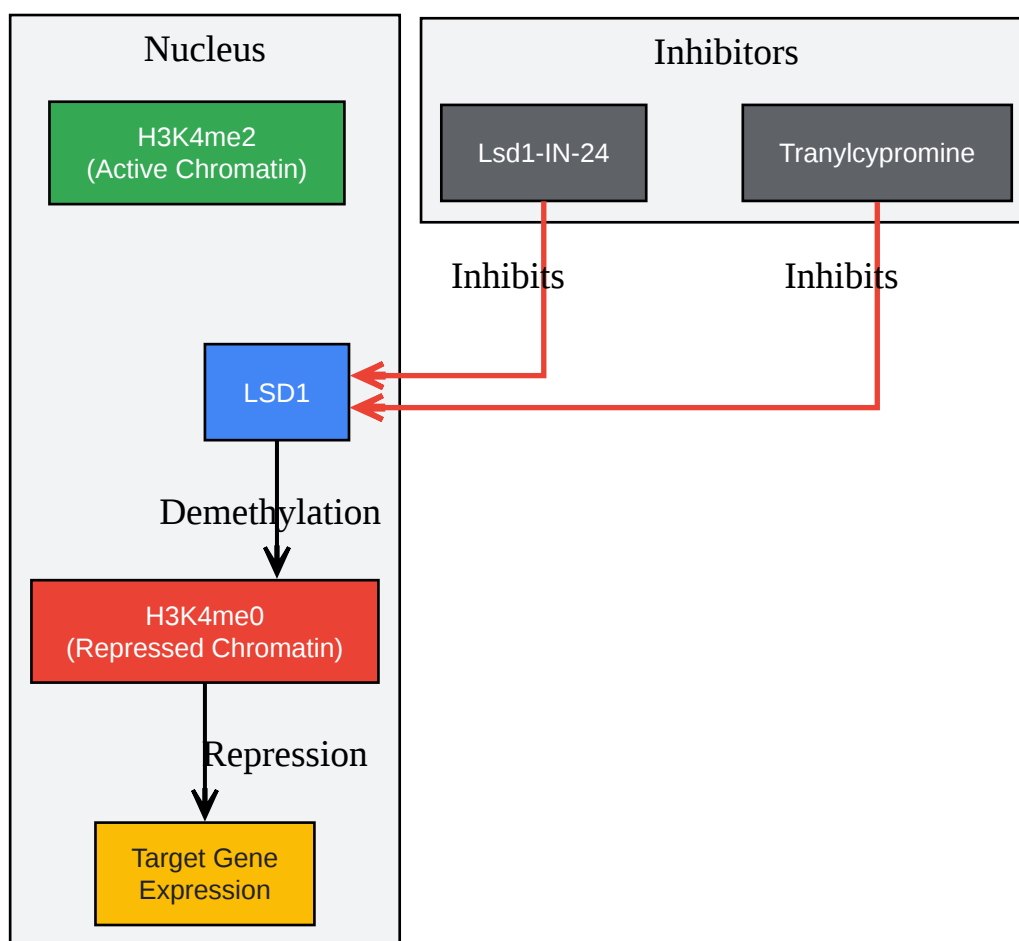 Nucleus
Inhibitors
H3K4me2
(Active Chromatin)
Lsd1-IN-24
Tranylcypromine
Inhibits
Inhibits
LSD1
Demethylation
H3K4me0
(Repressed Chromatin)
Repression
Target Gene
Expression